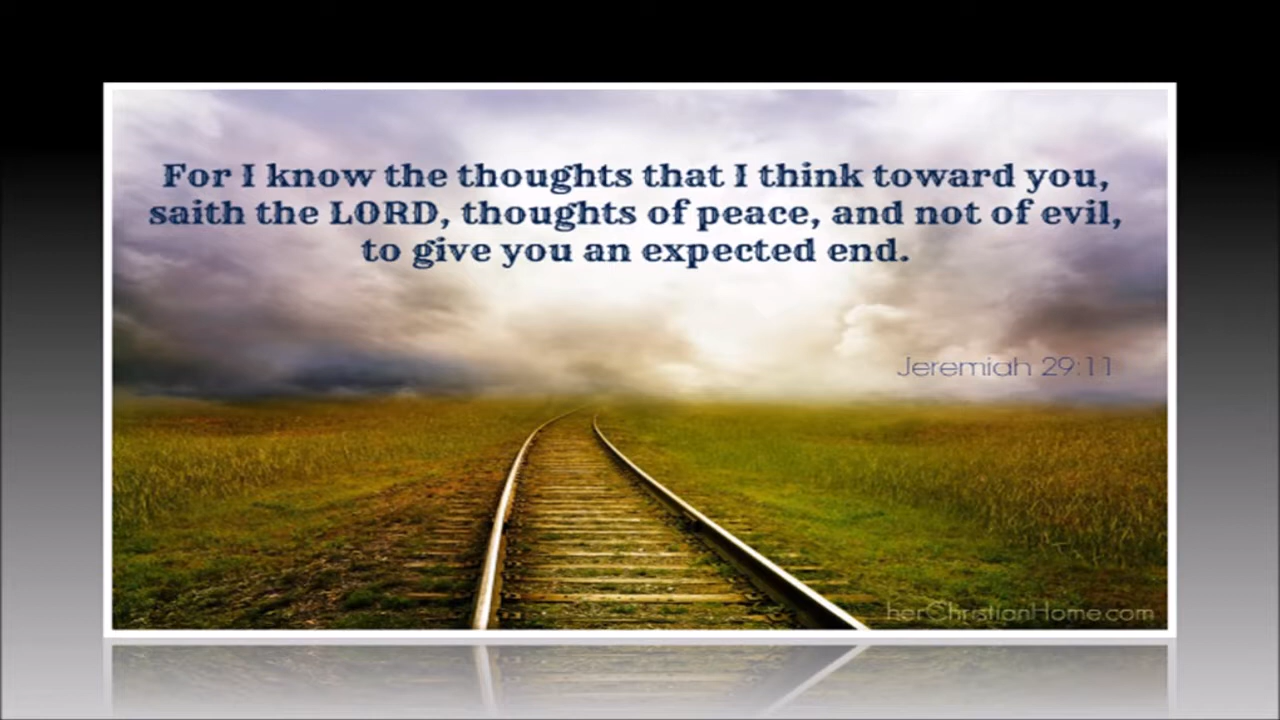 For I know the thoughts that I think toward you,
saith the LORD, thoughts of peace, and not of evil,
to give you an expected end.
Jeremiah 29:11
herChristianHome.com